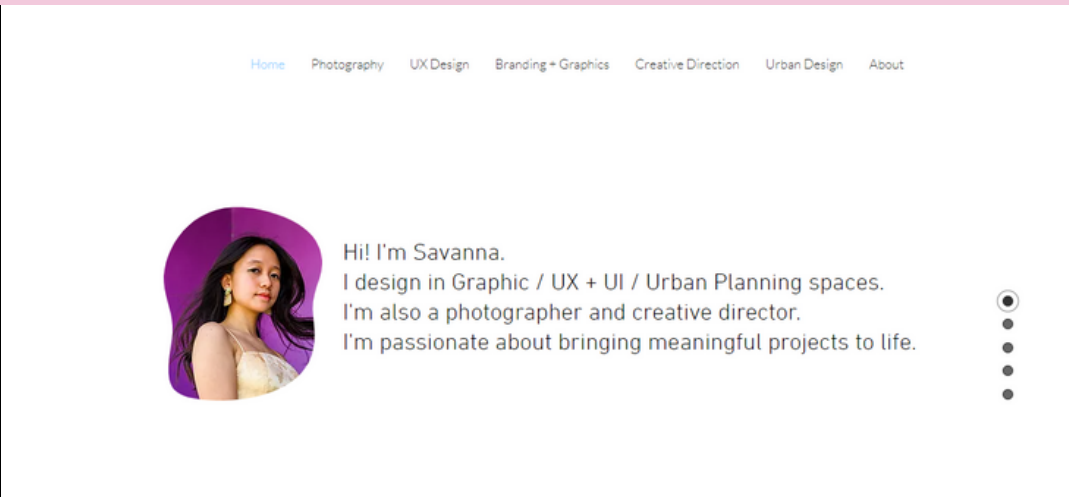 Home Photography UX Design Branding + Graphics Creative Direction Urban Design About
Hi! I'm Savanna.
I design in Graphic / UX + UI / Urban Planning spaces.
I'm also a photographer and creative director.
I'm passionate about bringing meaningful projects to life.